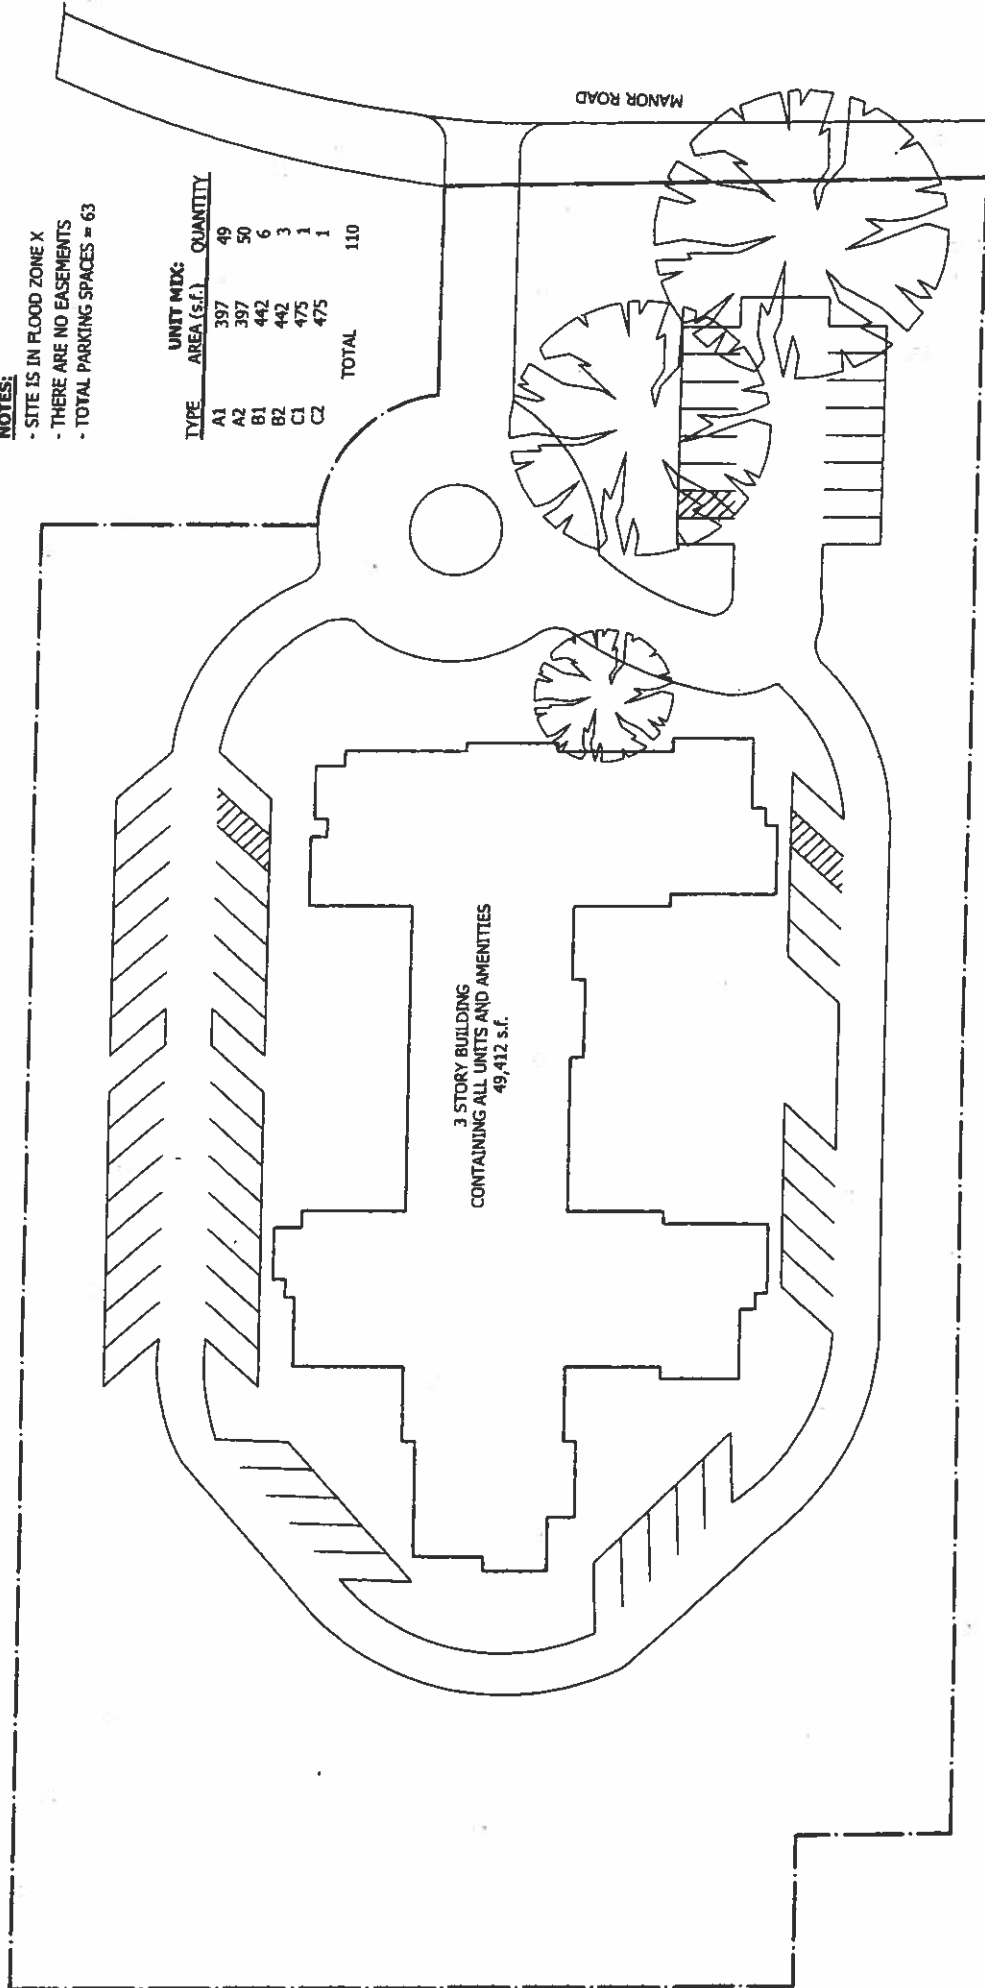 NOTES:
- SITE IS IN FLOOD ZONE X
- THERE ARE NO EASEMENTS
- TOTAL PARKING SPACES = 63
UNIT MIX:
TYPE AREA (s.f.) QUANTITY
A1 397 49
A2 397 50
B1 442 6
B2 442 3
C1 475 1
C2 475 1
TOTAL 110
MANOR ROAD
3 STORY BUILDING
CONTAINING ALL UNITS AND AMENITIES
49,412 s.f.